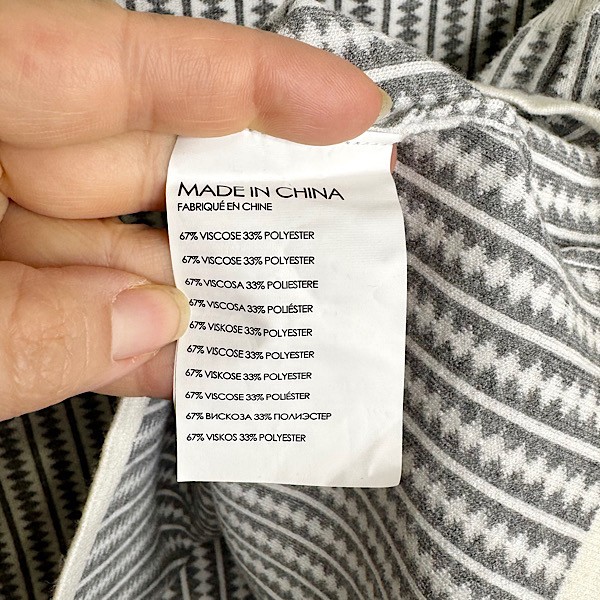 MADE IN CHINA
FABRIQUÉ EN CHINE
67% VISCOSE 33% POLYESTER
67% VISCOSE 33% POLYESTER
67% VISCOSA 33% POLIESTERE
67% VISCOSA 33% POLIÉSTER
67% VISKOSE 33% POLYESTER
67% VISCOSE 33% POLYESTER
67% VISKOSE 33% POLYESTER
67% VISCOSE 33% POLIÉSTER
67% ВИСКОЗА 33% ПОЛИЭСТЕР
67% VISKOS 33% POLYESTER